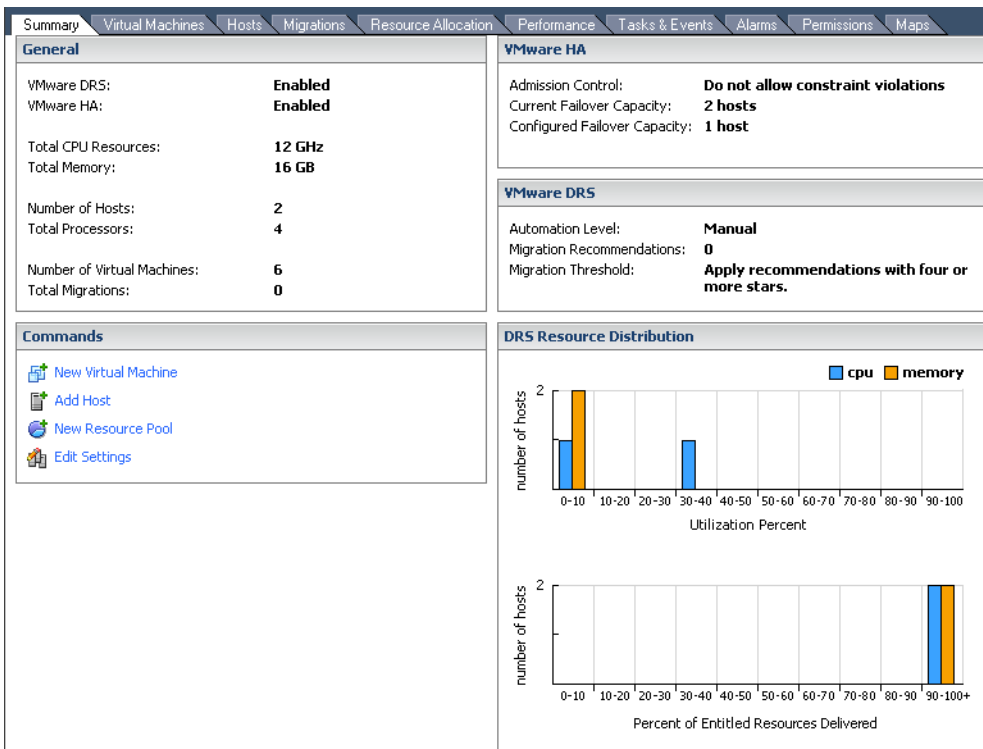 Summary Virtual Machines Hosts Migrations Resource Allocation Performance Tasks & Events Alarms Permissions Maps
General
VMware DRS: Enabled
VMware HA: Enabled
Total CPU Resources: 12 GHz
Total Memory: 16 GB
Number of Hosts: 2
Total Processors: 4
Number of Virtual Machines: 6
Total Migrations: 0
Commands
New Virtual Machine
Add Host
New Resource Pool
Edit Settings
VMware HA
Admission Control: Do not allow constraint violations
Current Failover Capacity: 2 hosts
Configured Failover Capacity: 1 host
VMware DRS
Automation Level: Manual
Migration Recommendations: 0
Migration Threshold: Apply recommendations with four or
more stars.
DRS Resource Distribution
cpu memory
2
number of hosts
0-10 10-20 20-30 30-40 40-50 50-60 60-70 70-80 80-90 90-100
Utilization Percent
2
number of hosts
0-10 10-20 20-30 30-40 40-50 50-60 60-70 70-80 80-90 90-100+
Percent of Entitled Resources Delivered